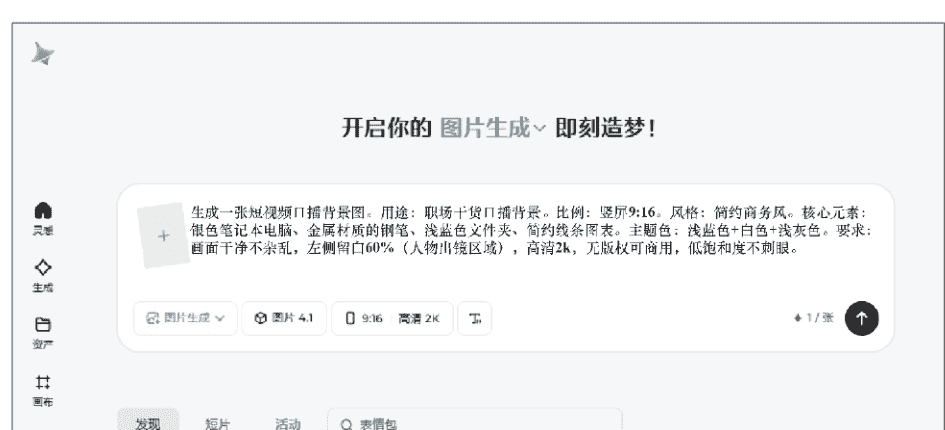 开启你的 图片生成 即刻造梦！
生成一张短视频口播背景图。用途：职场干货口播背景。比例：竖屏9:16。风格：简约商务风。核心元素：
银色笔记本电脑、金属材质的钢笔、浅蓝色文件夹、简约线条图表。主题色：浅蓝色+白色+浅灰色。要求：
画面干净不杂乱，左侧留白60%（人物出镜区域），高清2k，无版权可商用，低饱和度不刺眼。
灵感
生成
资产
画布
图片生成 图片 4.1 9:16 高清 2K 1 / 张
发现 短片 活动 表情包